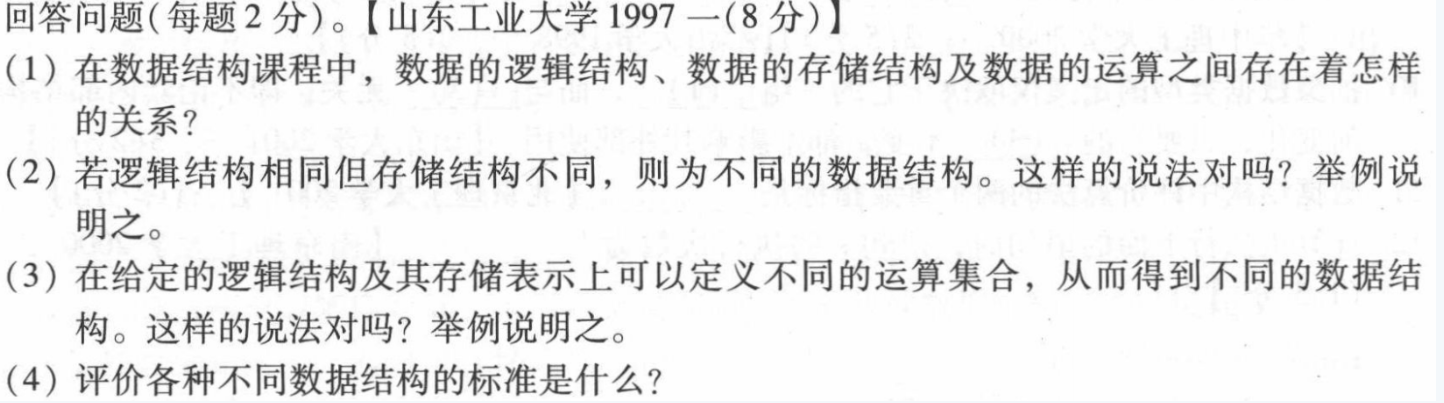 回答问题(每题2分)。【山东工业大学1997 一(8分)】
(1) 在数据结构课程中，数据的逻辑结构、数据的存储结构及数据的运算之间存在着怎样
的关系？
(2) 若逻辑结构相同但存储结构不同，则为不同的数据结构。这样的说法对吗？举例说
明之。
(3) 在给定的逻辑结构及其存储表示上可以定义不同的运算集合，从而得到不同的数据结
构。这样的说法对吗？举例说明之。
(4) 评价各种不同数据结构的标准是什么？